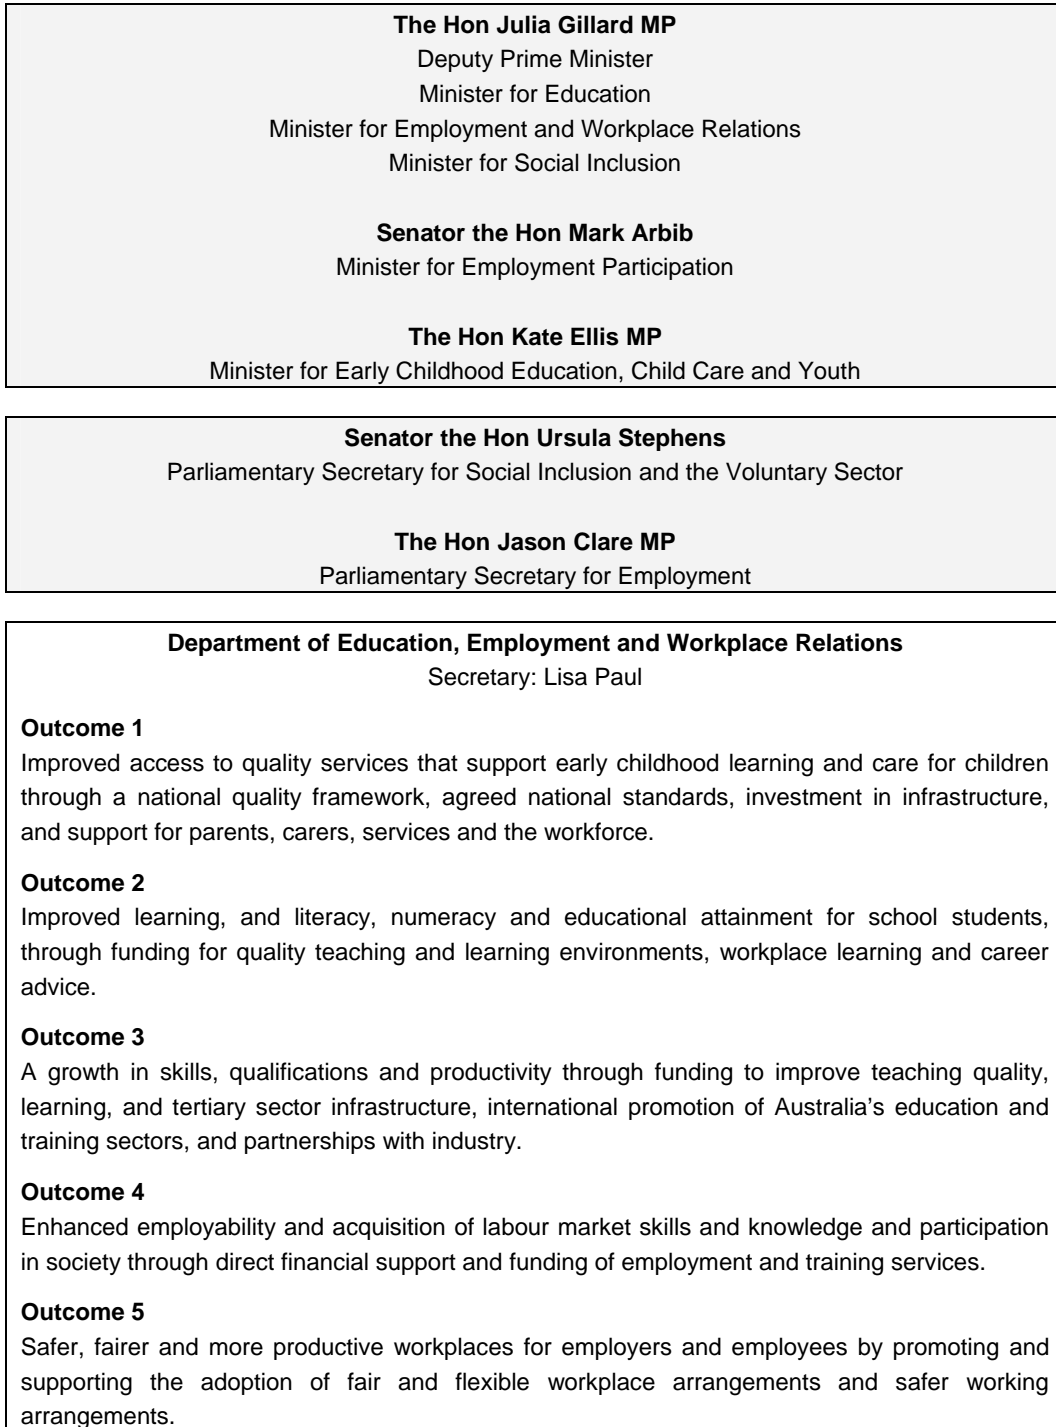 The Hon Julia Gillard MP
Deputy Prime Minister
Minister for Education
Minister for Employment and Workplace Relations
Minister for Social Inclusion
Senator the Hon Mark Arbib
Minister for Employment Participation
The Hon Kate Ellis MP
Minister for Early Childhood Education, Child Care and Youth
Senator the Hon Ursula Stephens
Parliamentary Secretary for Social Inclusion and the Voluntary Sector
The Hon Jason Clare MP
Parliamentary Secretary for Employment
Department of Education, Employment and Workplace Relations
Secretary: Lisa Paul
Outcome 1
Improved access to quality services that support early childhood learning and care for children
through a national quality framework, agreed national standards, investment in infrastructure,
and support for parents, carers, services and the workforce.
Outcome 2
Improved learning, and literacy, numeracy and educational attainment for school students,
through funding for quality teaching and learning environments, workplace learning and career
advice.
Outcome 3
A growth in skills, qualifications and productivity through funding to improve teaching quality,
learning, and tertiary sector infrastructure, international promotion of Australia’s education and
training sectors, and partnerships with industry.
Outcome 4
Enhanced employability and acquisition of labour market skills and knowledge and participation
in society through direct financial support and funding of employment and training services.
Outcome 5
Safer, fairer and more productive workplaces for employers and employees by promoting and
supporting the adoption of fair and flexible workplace arrangements and safer working
arrangements.